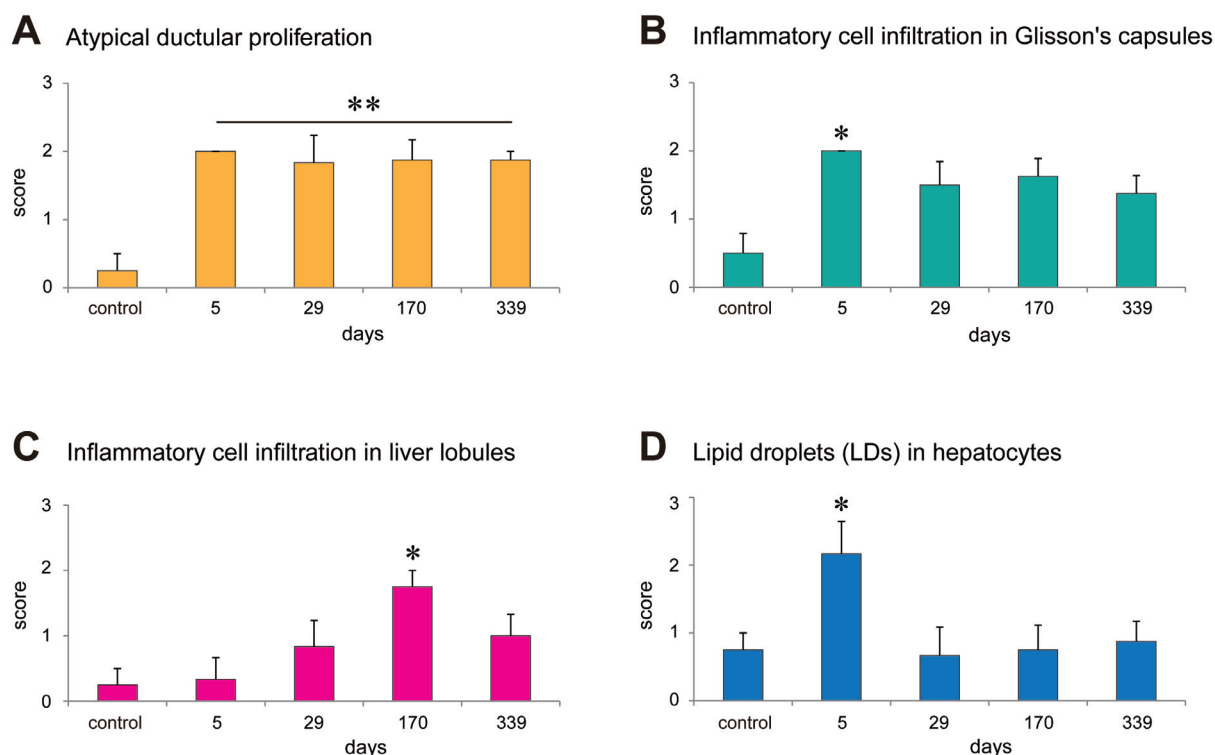 A Atypical ductular proliferation
3
2
1
0
score
**
control 5 29 170 339
days
B Inflammatory cell infiltration in Glisson's capsules
3
2
1
0
score
*
control 5 29 170 339
days
C Inflammatory cell infiltration in liver lobules
3
2
1
0
score
*
control 5 29 170 339
days
D Lipid droplets (LDs) in hepatocytes
3
2
1
0
score
*
control 5 29 170 339
days